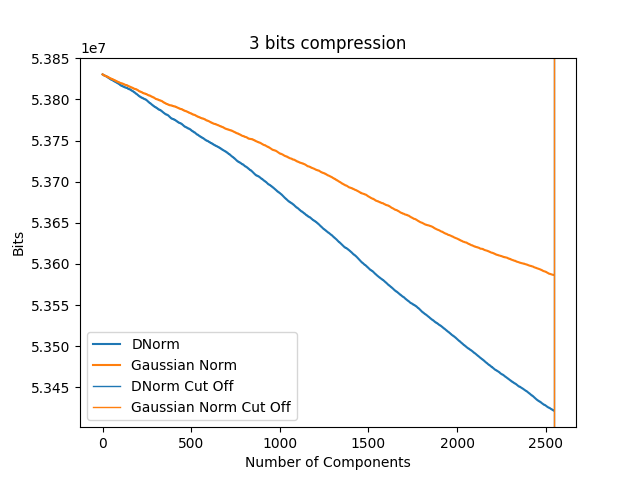 3 bits compression
1e7
5.385
5.380
5.375
5.370
5.365
5.360
5.355
5.350
5.345
Bits
DNorm
Gaussian Norm
DNorm Cut Off
Gaussian Norm Cut Off
0 500 1000 1500 2000 2500
Number of Components